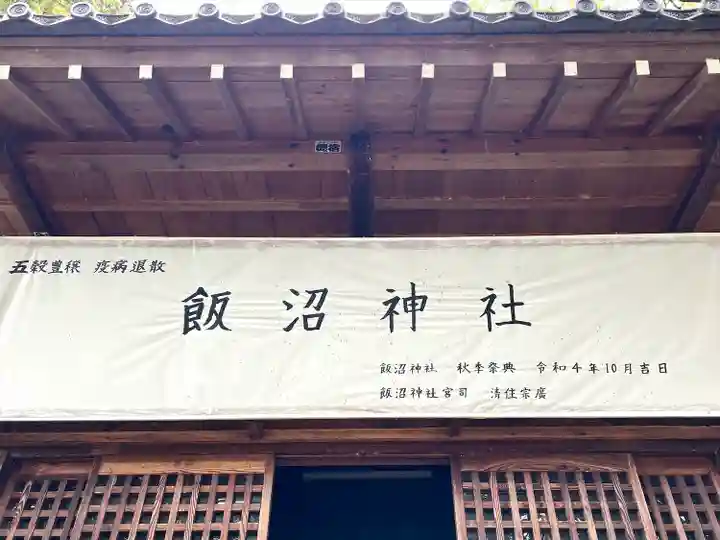 五穀豊穣 疫病退散
飯沼神社
飯沼神社 秋季祭典 令和4年10月吉日
飯沼神社宮司 清住宗廣